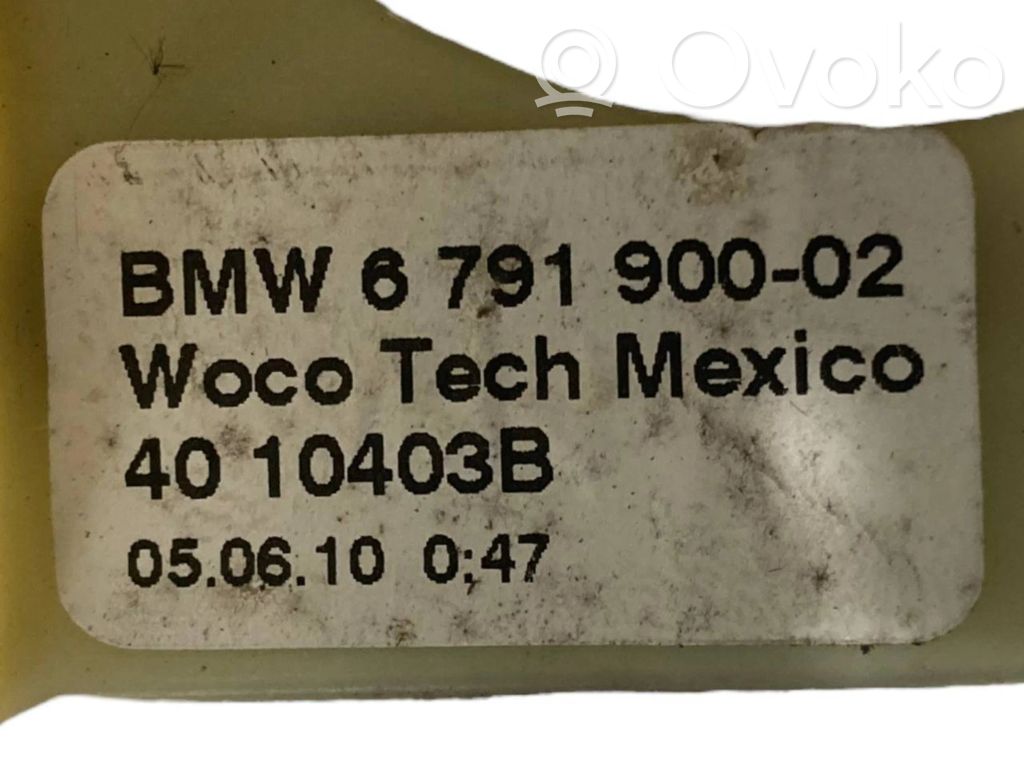 Ovoko
BMW 6 791 900-02
Woco Tech Mexico
40 10403B
05.06.10 0:47